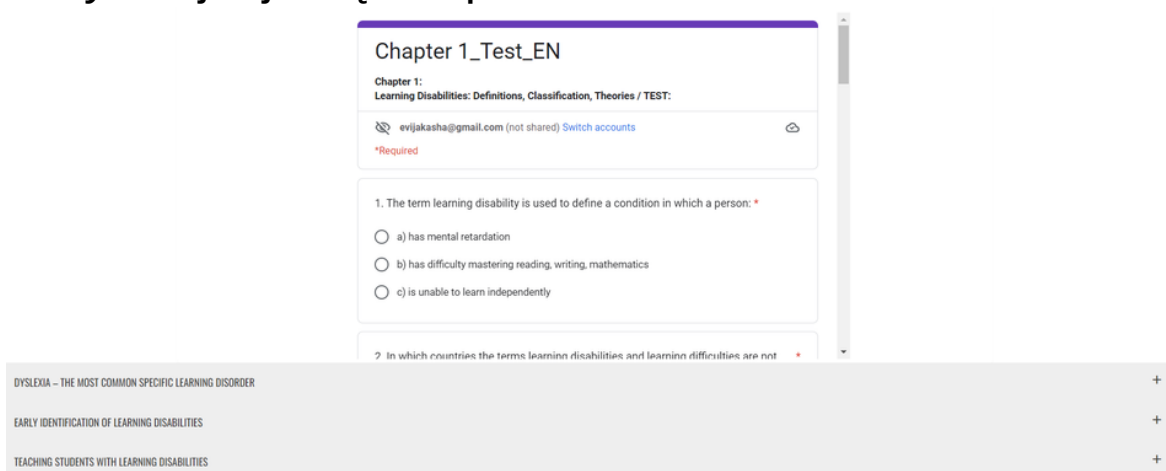 Chapter 1_Test_EN
Chapter 1:
Learning Disabilities: Definitions, Classification, Theories / TEST:
evijakasha@gmail.com (not shared) Switch accounts
*Required
1. The term learning disability is used to define a condition in which a person: *
a) has mental retardation
b) has difficulty mastering reading, writing, mathematics
c) is unable to learn independently
2. In which countries the terms learning disabilities and learning difficulties are not *
DYSLEXIA – THE MOST COMMON SPECIFIC LEARNING DISORDER +
EARLY IDENTIFICATION OF LEARNING DISABILITIES +
TEACHING STUDENTS WITH LEARNING DISABILITIES +